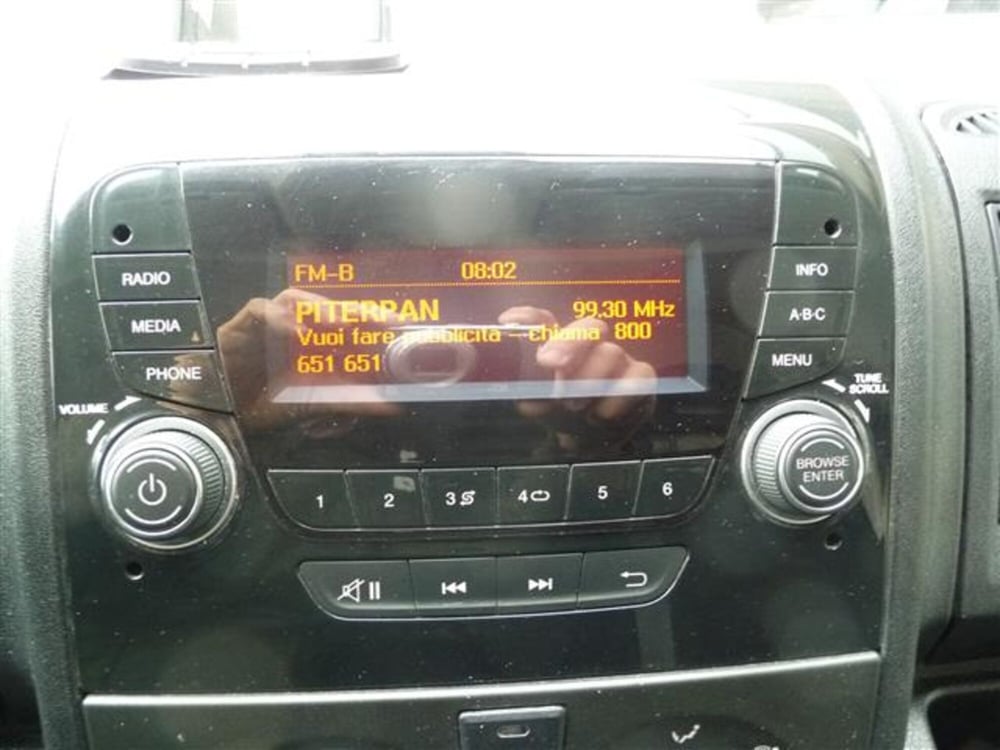 FM-B 08:02
PITERPAN 99.30 MHz
Vuoi fare pubblicita - chiama 800
651 651
RADIO
MEDIA
PHONE
VOLUME
INFO
A·B·C
MENU
TUNE
SCROLL
BROWSE
ENTER
1 2 3 4 5 6